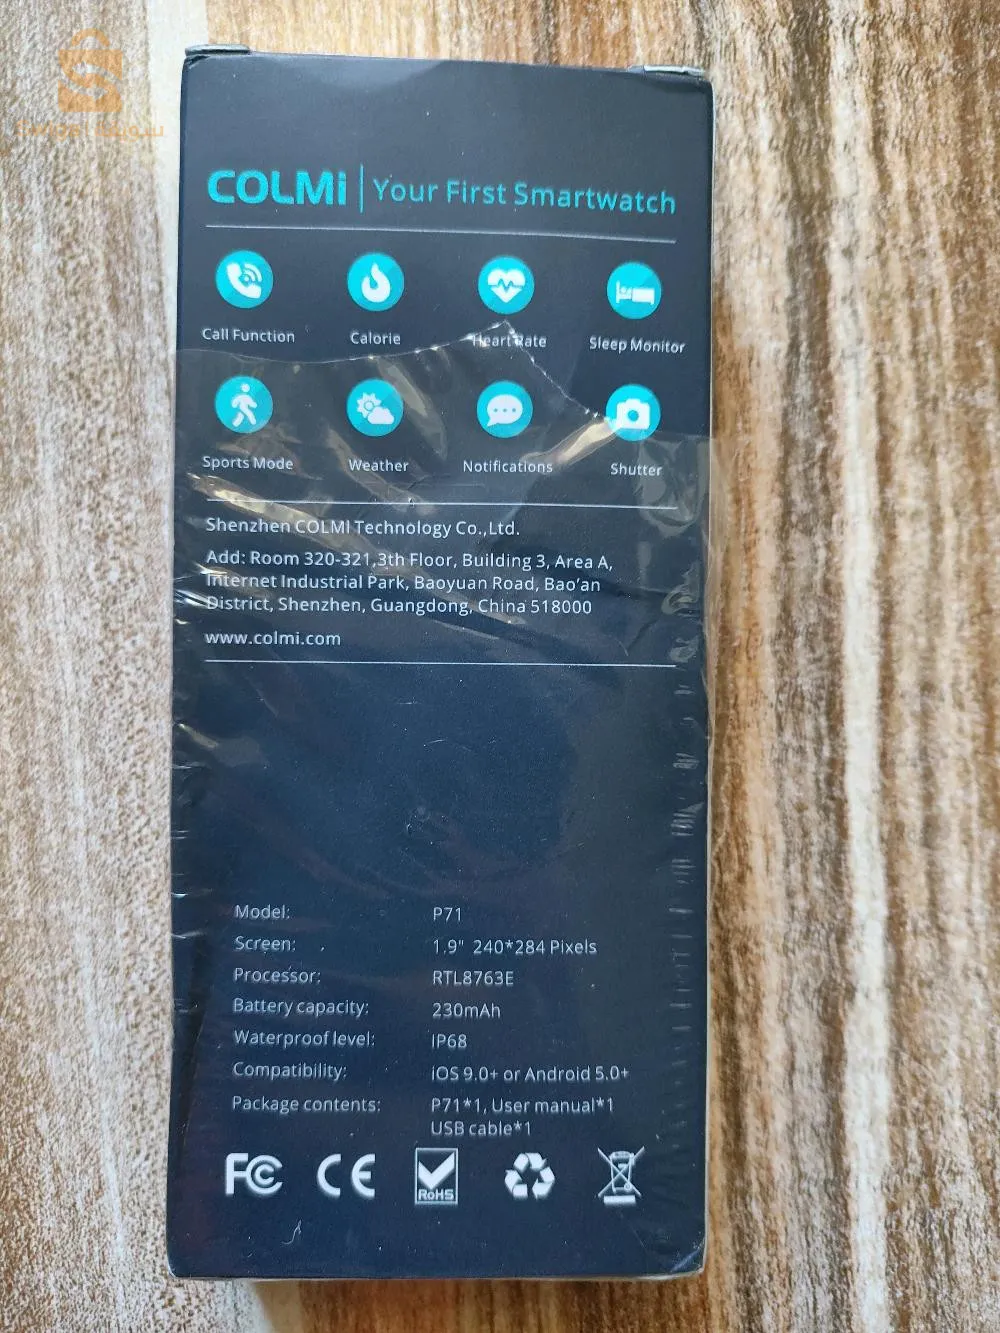 COLMi | Your First Smartwatch
Call Function Calorie Heart Rate Sleep Monitor
Sports Mode Weather Notifications Shutter
Shenzhen COLMI Technology Co.,Ltd.
Add: Room 320-321,3th Floor, Building 3, Area A,
Internet Industrial Park, Baoyuan Road, Bao'an
District, Shenzhen, Guangdong, China 518000
www.colmi.com
Model: P71
Screen: 1.9" 240*284 Pixels
Processor: RTL8763E
Battery capacity: 230mAh
Waterproof level: IP68
Compatibility: iOS 9.0+ or Android 5.0+
Package contents: P71*1, User manual*1
USB cable*1
FC CE RoHS